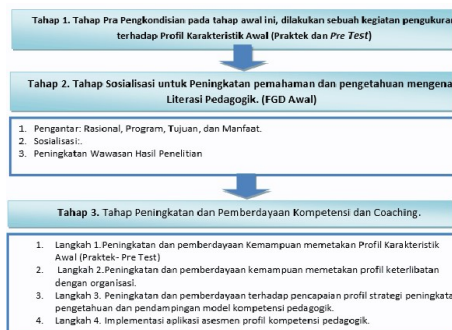 Tahap 1. Tahap Pra Pengkondisian pada tahap awal ini, dilakukan sebuah kegiatan pengukuran
terhadap Profil Karakteristik Awal (Praktek dan Pre Test)
Tahap 2. Tahap Sosialisasi untuk Peningkatan pemahaman dan pengetahuan mengena
Literasi Pedagogik. (FGD Awal)
1. Pengantar: Rasional, Program, Tujuan, dan Manfaat.
2. Sosialisasi:.
3. Peningkatan Wawasan Hasil Penelitian
Tahap 3. Tahap Peningkatan dan Pemberdayaan Kompetensi dan Coaching.
1. Langkah 1.Peningkatan dan pemberdayaan Kemampuan memetakan Profil Karakteristik
Awal (Praktek- Pre Test)
2. Langkah 2.Peningkatan dan pemberdayaan kemampuan memetakan profil keterlibatan
dengan organisasi.
3. Langkah 3. Peningkatan dan pemberdayaan terhadap pencapaian profil strategi peningkata
pengetahuan dan pendampingan model kompetensi pedagogik.
4. Langkah 4. Implementasi aplikasi asesmen profil kompetensi pedagogik.